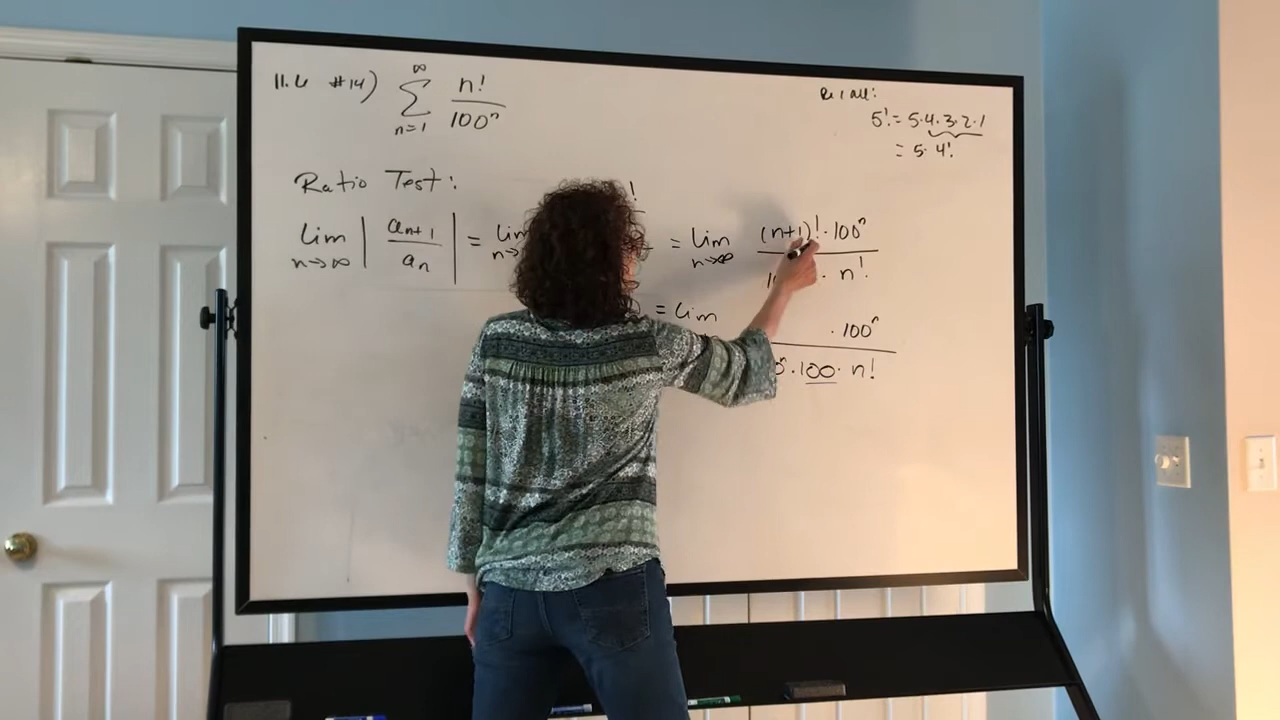 11.6 #14) ∞ ∑ n=1 n! / 100ⁿ
Recall:
5! = 5·4·3·2·1
= 5·4!
Ratio Test:
lim n→∞ | aₙ₊₁ / aₙ | = lim n→ ! = lim n→∞ (n+1)!·100ⁿ / · n!
= lim ·100ⁿ / ·100·n!